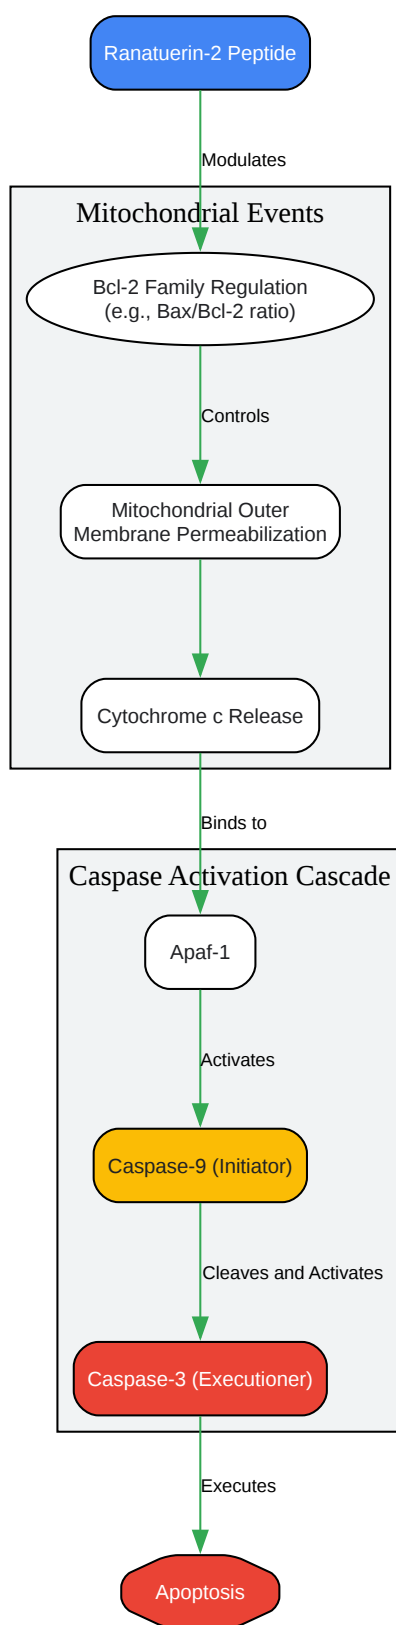 Ranatuerin-2 Peptide
Modulates
Mitochondrial Events
Bcl-2 Family Regulation
(e.g., Bax/Bcl-2 ratio)
Controls
Mitochondrial Outer
Membrane Permeabilization
Cytochrome c Release
Binds to
Caspase Activation Cascade
Apaf-1
Activates
Caspase-9 (Initiator)
Cleaves and Activates
Caspase-3 (Executioner)
Executes
Apoptosis